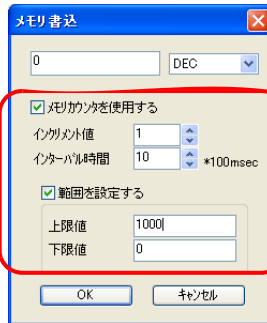 メモリ書込
0 DEC
メモリカウンタを使用する
インクリメント値 1
インターバル時間 10 *100msec
範囲を設定する
上限値 1000
下限値 0
OK キャンセル